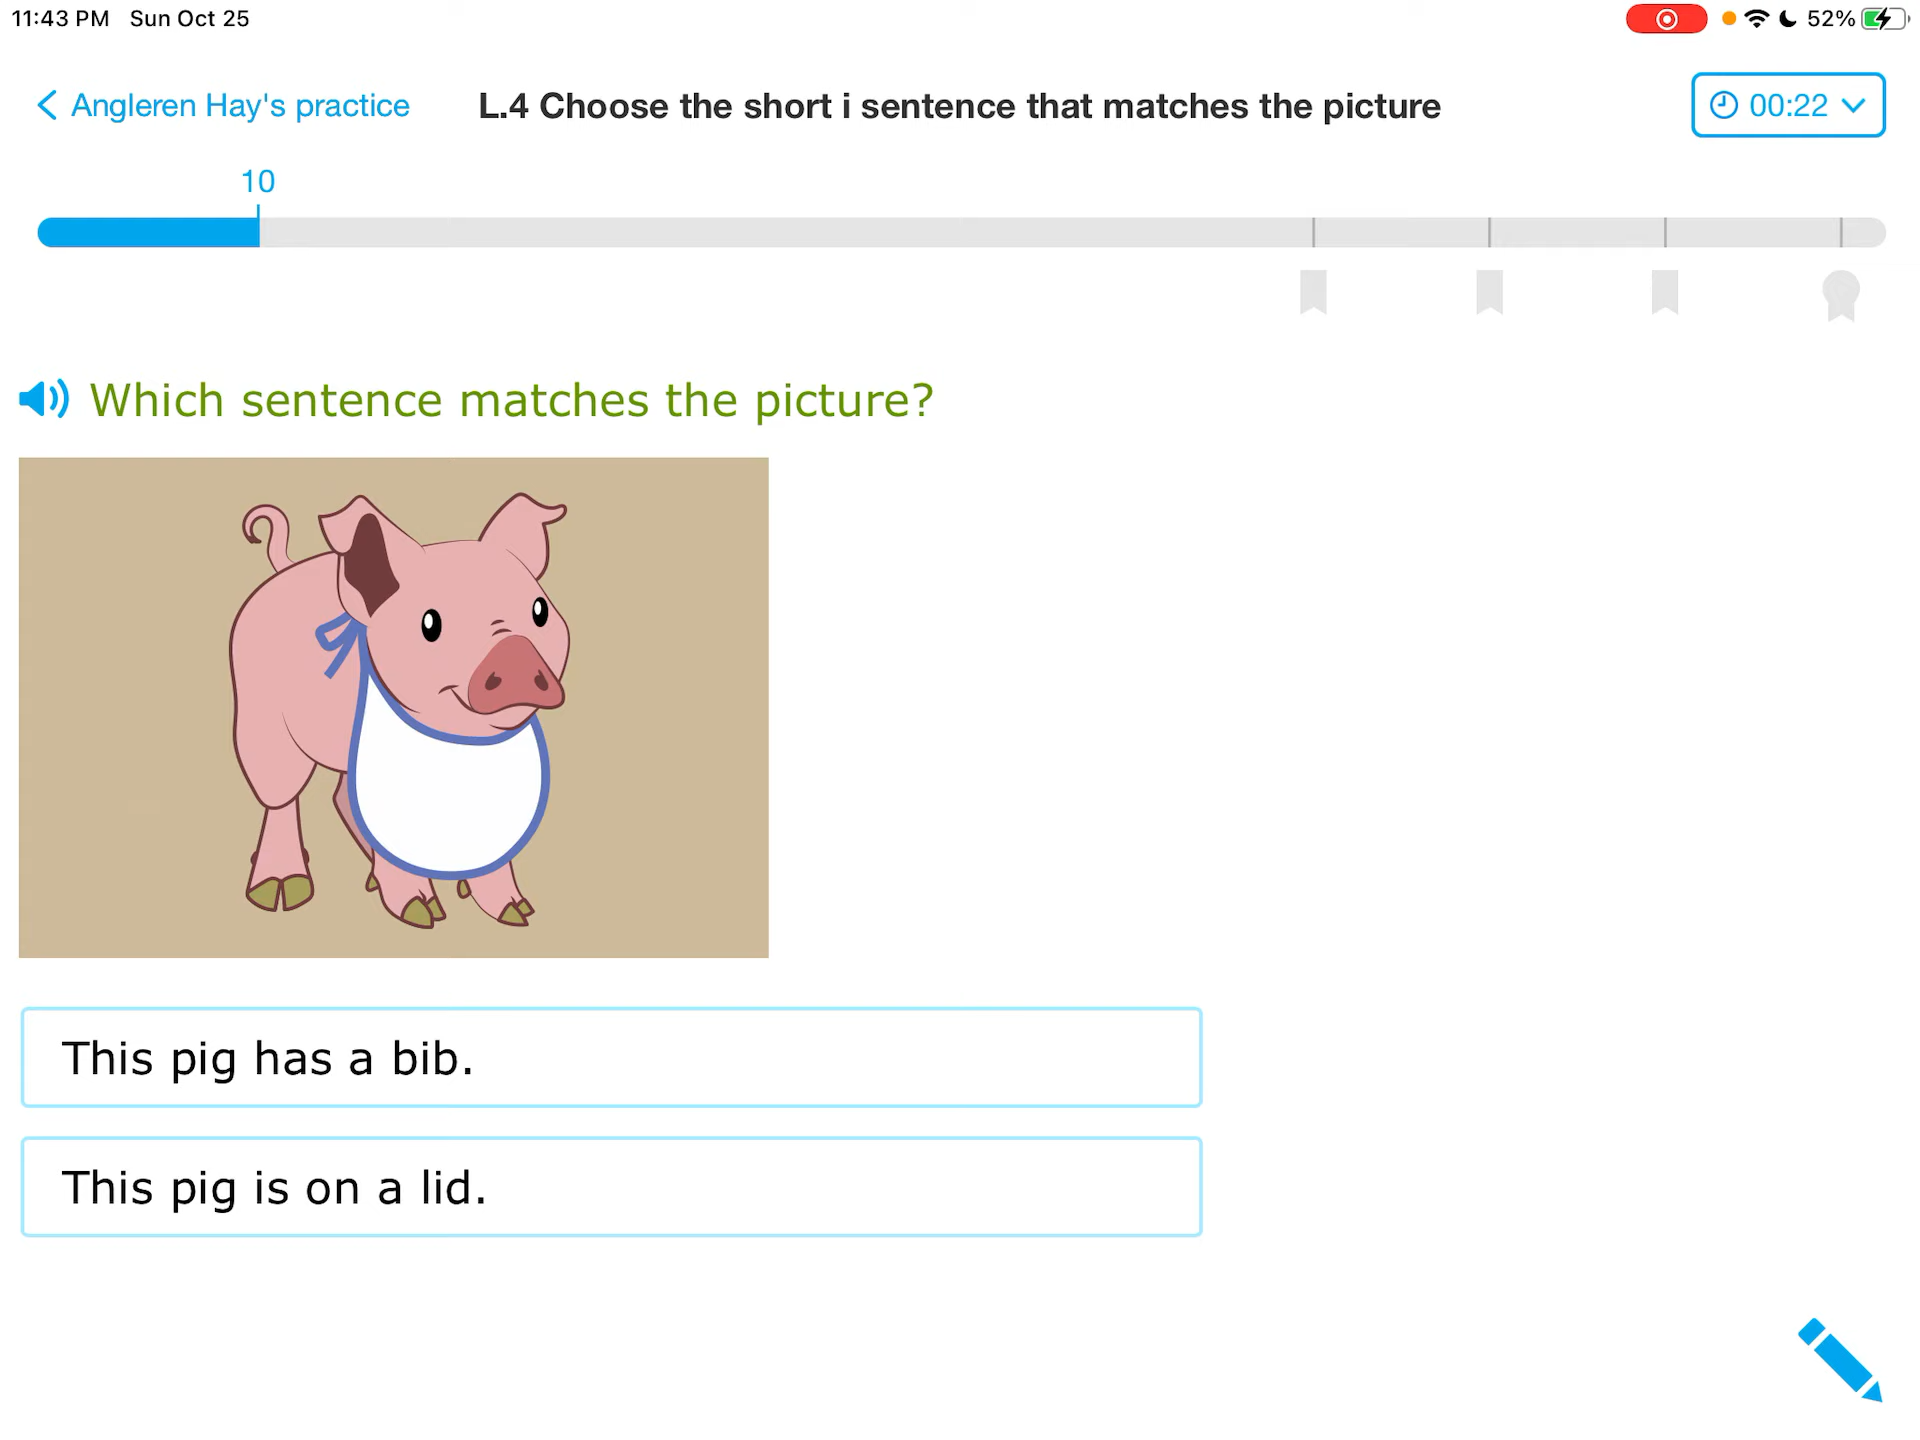 11:43 PM Sun Oct 25 52%
Angleren Hay's practice L.4 Choose the short i sentence that matches the picture 00:22
10
Which sentence matches the picture?
This pig has a bib.
This pig is on a lid.